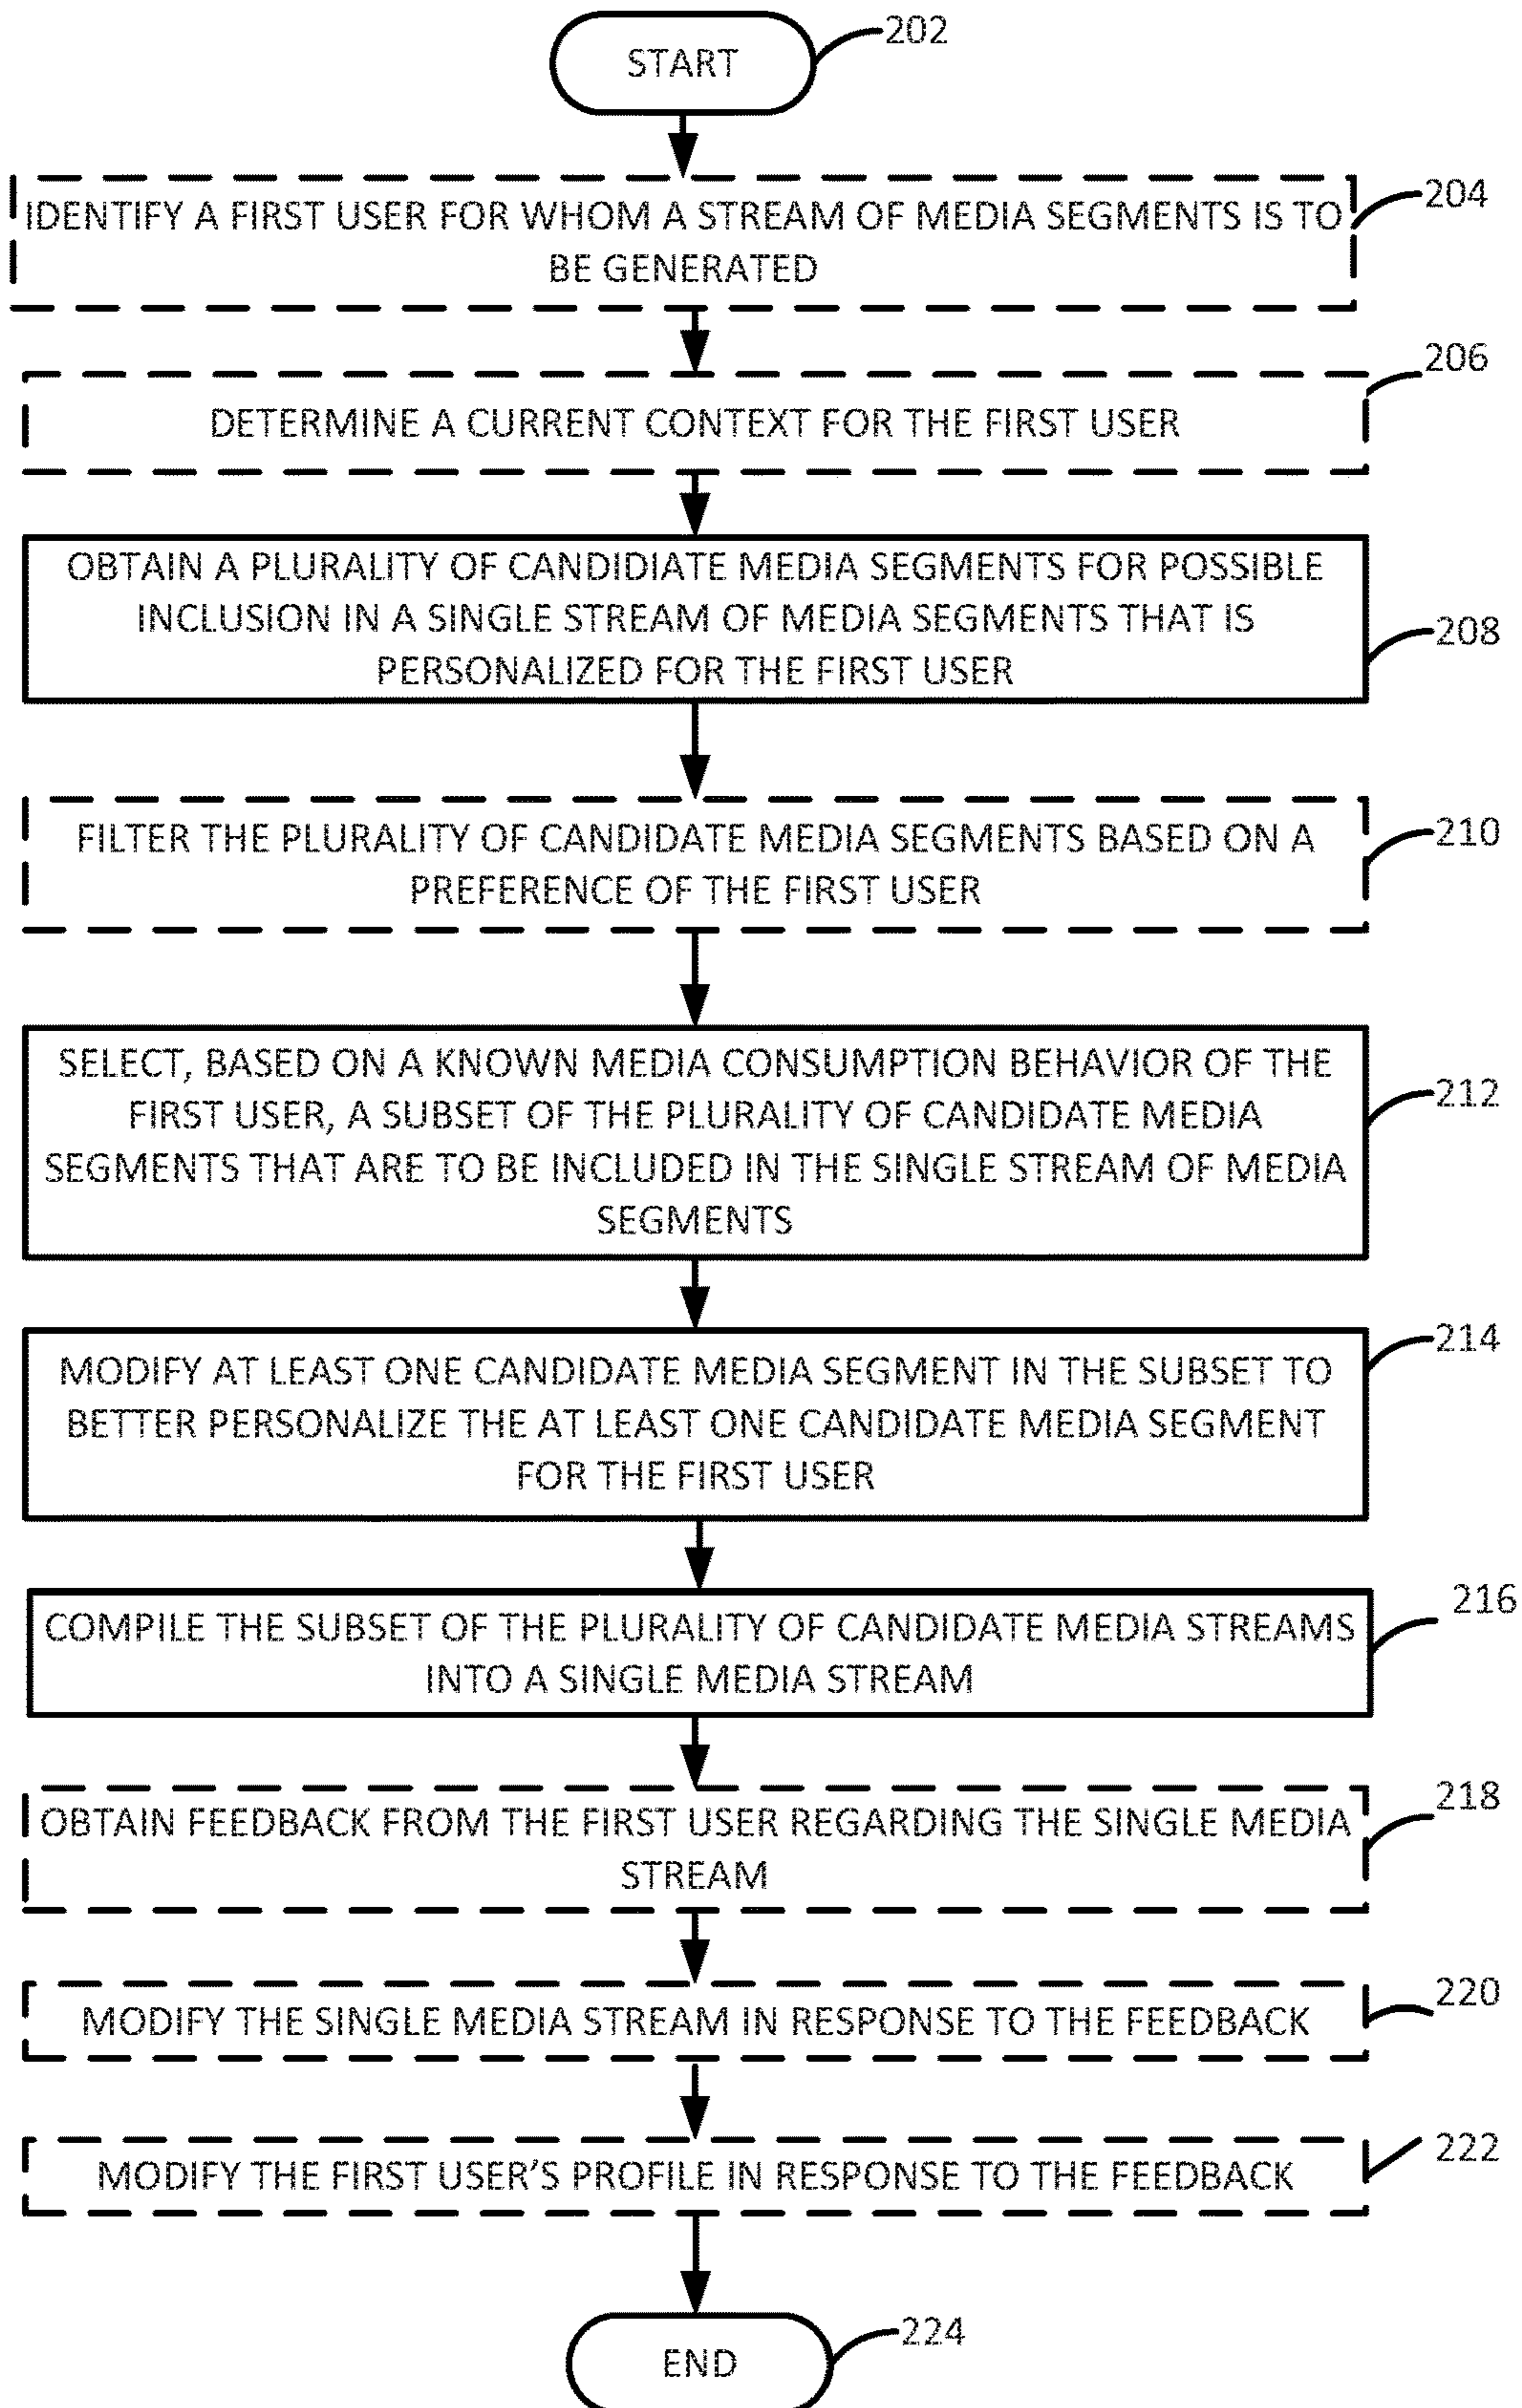 START
202
IDENTIFY A FIRST USER FOR WHOM A STREAM OF MEDIA SEGMENTS IS TO
BE GENERATED
204
DETERMINE A CURRENT CONTEXT FOR THE FIRST USER
206
OBTAIN A PLURALITY OF CANDIDIATE MEDIA SEGMENTS FOR POSSIBLE
INCLUSION IN A SINGLE STREAM OF MEDIA SEGMENTS THAT IS
PERSONALIZED FOR THE FIRST USER
208
FILTER THE PLURALITY OF CANDIDATE MEDIA SEGMENTS BASED ON A
PREFERENCE OF THE FIRST USER
210
SELECT, BASED ON A KNOWN MEDIA CONSUMPTION BEHAVIOR OF THE
FIRST USER, A SUBSET OF THE PLURALITY OF CANDIDATE MEDIA
SEGMENTS THAT ARE TO BE INCLUDED IN THE SINGLE STREAM OF MEDIA
SEGMENTS
212
MODIFY AT LEAST ONE CANDIDATE MEDIA SEGMENT IN THE SUBSET TO
BETTER PERSONALIZE THE AT LEAST ONE CANDIDATE MEDIA SEGMENT
FOR THE FIRST USER
214
COMPILE THE SUBSET OF THE PLURALITY OF CANDIDATE MEDIA STREAMS
INTO A SINGLE MEDIA STREAM
216
OBTAIN FEEDBACK FROM THE FIRST USER REGARDING THE SINGLE MEDIA
STREAM
218
MODIFY THE SINGLE MEDIA STREAM IN RESPONSE TO THE FEEDBACK
220
MODIFY THE FIRST USER'S PROFILE IN RESPONSE TO THE FEEDBACK
222
END
224